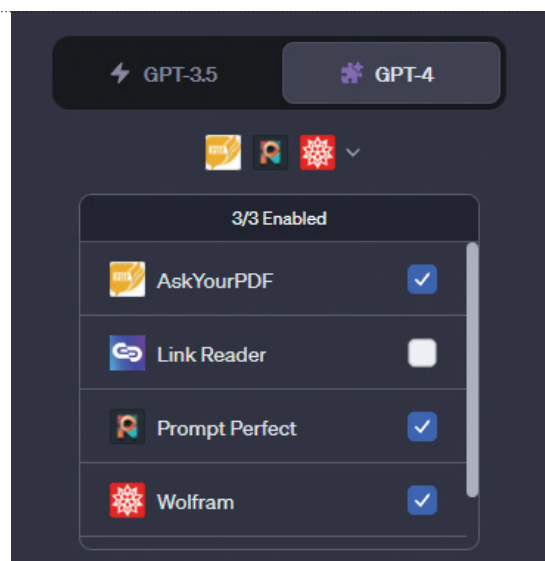 GPT-3.5 GPT-4
3/3 Enabled
AskYourPDF
Link Reader
Prompt Perfect
Wolfram